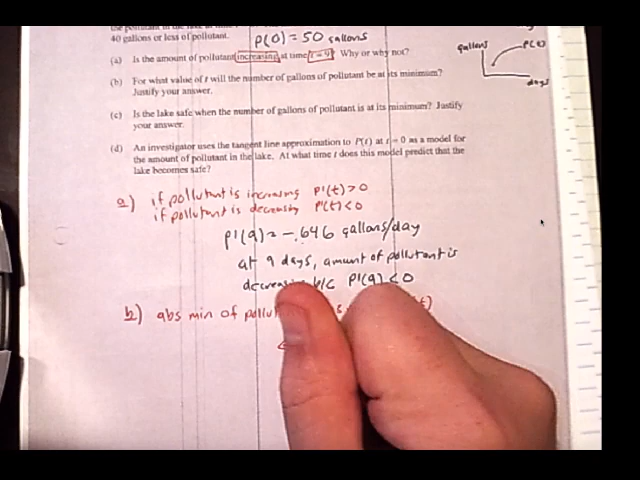 40 gallons or less of pollutant.
P(0) = 50 gallons
gallons
P(t)
days
(a) Is the amount of pollutant increasing at time t = 9? Why or why not?
(b) For what value of t will the number of gallons of pollutant be at its minimum?
Justify your answer.
(c) Is the lake safe when the number of gallons of pollutant is at its minimum? Justify
your answer.
(d) An investigator uses the tangent line approximation to P(t) at t = 0 as a model for
the amount of pollutant in the lake. At what time t does this model predict that the
lake becomes safe?
a) if pollutant is increasing P'(t)>0
if pollutant is decreasing P'(t)<0
P'(9) = -.646 gallons/day
at 9 days, amount of pollutant is
decreasing b/c P'(9) < 0
b) abs min of